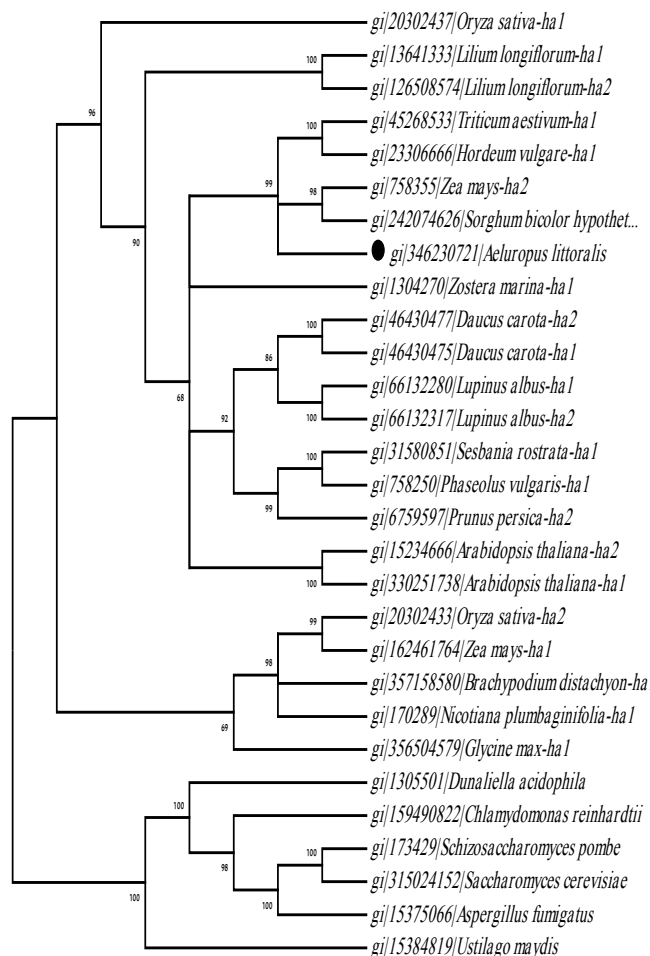 gi|20302437|Oryza sativa-ha1
100
gi|13641333|Lilium longiflorum-ha1
gi|126508574|Lilium longiflorum-ha2
96
100
gi|45268533|Triticum aestivum-ha1
gi|23306666|Hordeum vulgare-ha1
99
98
gi|758355|Zea mays-ha2
gi|242074626|Sorghum bicolor hypothet...
90
gi|346230721|Aeluropus littoralis
gi|1304270|Zostera marina-ha1
100
gi|46430477|Daucus carota-ha2
gi|46430475|Daucus carota-ha1
86
gi|66132280|Lupinus albus-ha1
68
92
100
gi|66132317|Lupinus albus-ha2
100
gi|31580851|Sesbania rostrata-ha1
gi|758250|Phaseolus vulgaris-ha1
99
gi|6759597|Prunus persica-ha2
gi|15234666|Arabidopsis thaliana-ha2
100
gi|330251738|Arabidopsis thaliana-ha1
99
gi|20302433|Oryza sativa-ha2
gi|162461764|Zea mays-ha1
98
gi|357158580|Brachypodium distachyon-ha
gi|170289|Nicotiana plumbaginifolia-ha1
69
gi|356504579|Glycine max-ha1
gi|1305501|Dunaliella acidophila
100
gi|159490822|Chlamydomonas reinhardtii
100
gi|173429|Schizosaccharomyces pombe
98
gi|315024152|Saccharomyces cerevisiae
100
100
gi|15375066|Aspergillus fumigatus
gi|15384819|Ustilago maydis